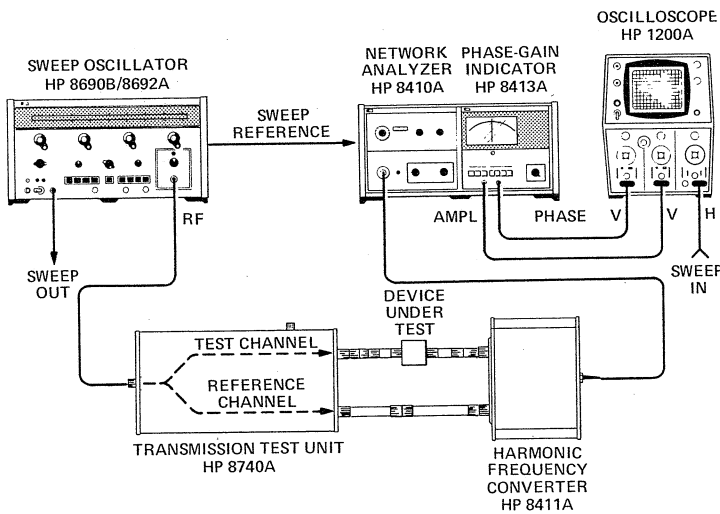 OSCILLOSCOPE
HP 1200A
SWEEP OSCILLATOR
HP 8690B/8692A
NETWORK
ANALYZER
HP 8410A
PHASE-GAIN
INDICATOR
HP 8413A
SWEEP
REFERENCE
RF
AMPL
PHASE
V
V
H
SWEEP
OUT
SWEEP
IN
DEVICE
UNDER
TEST
TEST CHANNEL
REFERENCE
CHANNEL
TRANSMISSION TEST UNIT
HP 8740A
HARMONIC
FREQUENCY
CONVERTER
HP 8411A